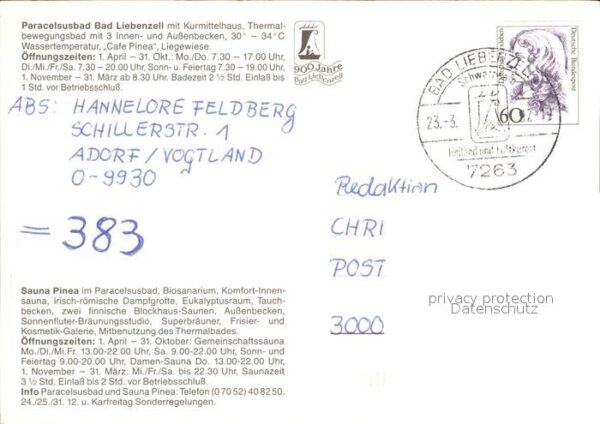 Paracelsusbad Bad Liebenzell mit Kurmittelhaus, Thermal-
bewegungsbad mit 3 Innen- und Außenbecken, 30° – 34°C
Wassertemperatur, „Cafe Pinea", Liegewiese.
Öffnungszeiten: 1. April – 31. Okt.: Mo./Do. 7.30 – 17.00 Uhr,
Di./Mi./Fr./Sa. 7.30 – 20.00 Uhr, Sonn- u. Feiertag 7.30 – 19.00 Uhr,
1. November – 31. März ab 8.30 Uhr. Badezeit 2 ½ Std. Einlaß bis
1 Std. vor Betriebsschluß.
900 Jahre
Bad Liebenzell
Deutsche Bundespost
60
BAD LIEBENZELL
Schwarzwald
23.-3.
Heilbad und Luftkurort
7263
ABS: HANNELORE FELDBERG
SCHILLERSTR. 1
ADORF/VOGTLAND
O-9930
= 383
Redaktion
CHRI
POST
3000
privacy protection
Datenschutz
Sauna Pinea im Paracelsusbad, Biosanarium, Komfort-Innen-
sauna, irisch-römische Dampfgrotte, Eukalyptusraum, Tauch-
becken, zwei finnische Blockhaus-Saunen, Außenbecken,
Sonnenfluter-Bräunungsstudio, Superbräuner, Frisier- und
Kosmetik-Galerie, Mitbenutzung des Thermalbades.
Öffnungszeiten: 1. April – 31. Oktober: Gemeinschaftssauna
Mo./Di./Mi.Fr. 13.00-22.00 Uhr, Sa. 9.00-22.00 Uhr, Sonn- und
Feiertag 9.00-20.00 Uhr, Damen-Sauna Do. 13.00-22.00 Uhr,
1. November – 31. März: Mi./Sa. bis 22.30 Uhr, Saunazeit
3 ½ Std. Einlaß bis 2 Std. vor Betriebsschluß.
Info Paracelsusbad und Sauna Pinea: Telefon (0 70 52) 40 82 50.
24./25./31. 12. u. Karfreitag Sonderregelungen.